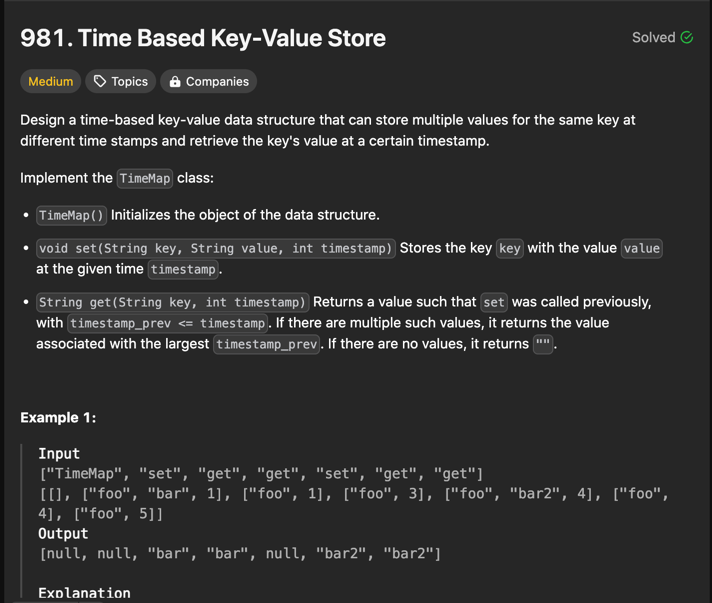 981. Time Based Key-Value Store
Solved
Medium
Topics
Companies
Design a time-based key-value data structure that can store multiple values for the same key at
different time stamps and retrieve the key's value at a certain timestamp.
Implement the TimeMap class:
• TimeMap() Initializes the object of the data structure.
• void set(String key, String value, int timestamp) Stores the key key with the value value
at the given time timestamp.
• String get(String key, int timestamp) Returns a value such that set was called previously,
with timestamp_prev <= timestamp. If there are multiple such values, it returns the value
associated with the largest timestamp_prev. If there are no values, it returns "".
Example 1:
Input
["TimeMap", "set", "get", "get", "set", "get", "get"]
[[], ["foo", "bar", 1], ["foo", 1], ["foo", 3], ["foo", "bar2", 4], ["foo",
4], ["foo", 5]]
Output
[null, null, "bar", "bar", null, "bar2", "bar2"]
Explanation